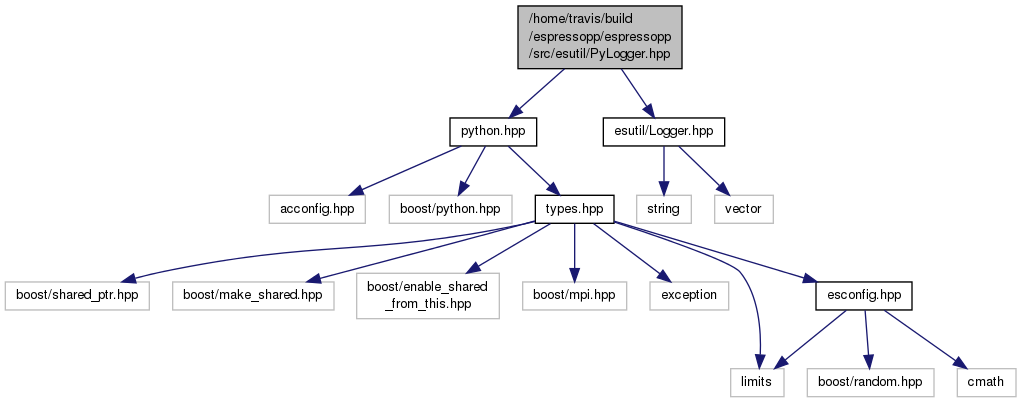 /home/travis/build
/espressopp/espressopp
/src/esutil/PyLogger.hpp
python.hpp
esutil/Logger.hpp
acconfig.hpp
boost/python.hpp
types.hpp
string
vector
boost/shared_ptr.hpp
boost/make_shared.hpp
boost/enable_shared
_from_this.hpp
boost/mpi.hpp
exception
esconfig.hpp
limits
boost/random.hpp
cmath